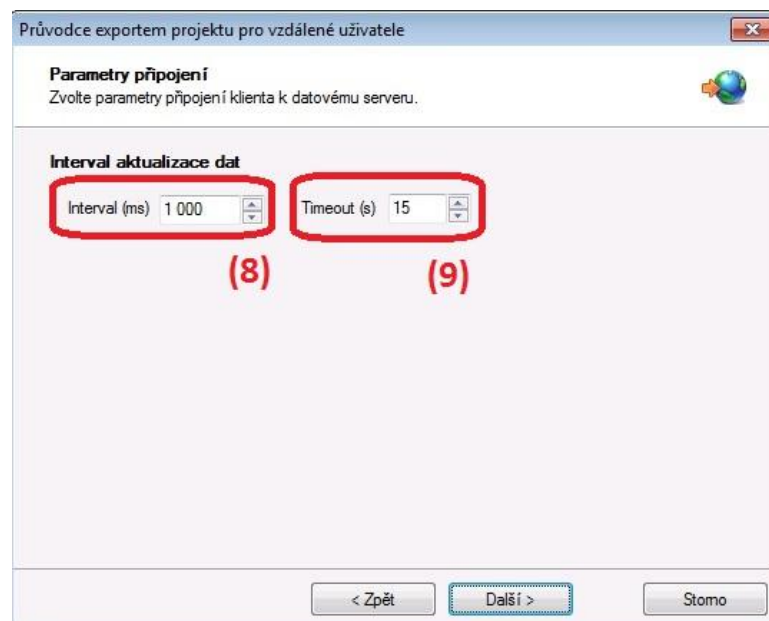 Průvodce exportem projektu pro vzdálené uživatele
Parametry připojení
Zvolte parametry připojení klienta k datovému serveru.
Interval aktualizace dat
Interval (ms) 1 000 Timeout (s) 15
(8) (9)
< Zpět Další > Storno